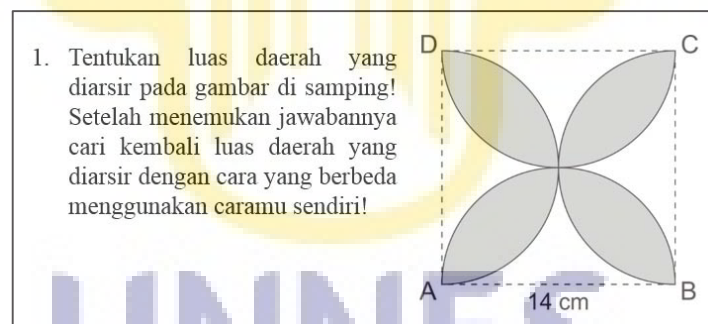 1. Tentukan luas daerah yang
diarsir pada gambar di samping!
Setelah menemukan jawabannya
cari kembali luas daerah yang
diarsir dengan cara yang berbeda
menggunakan caramu sendiri!
D
C
A
14 cm
B
UNNES